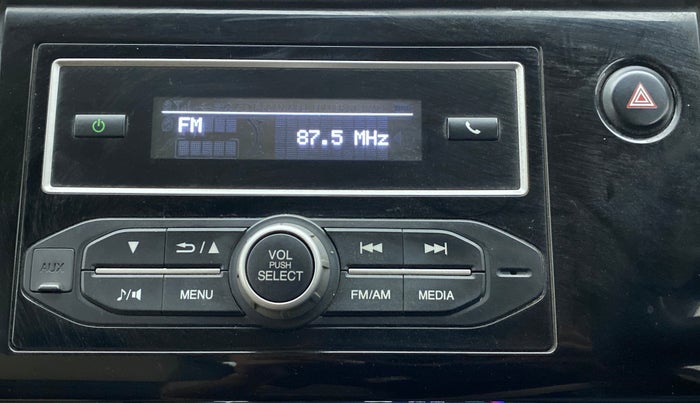 FM
87.5 MHz
AUX
MENU
VOL
PUSH
SELECT
FM/AM
MEDIA